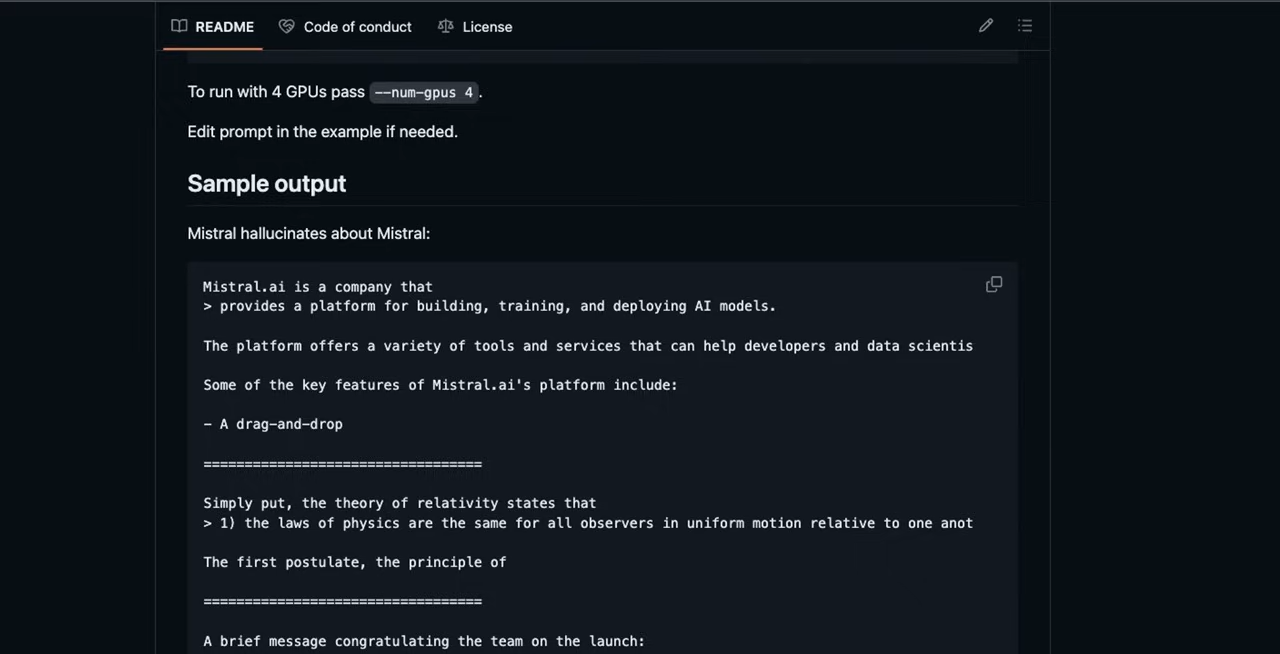 README Code of conduct License
To run with 4 GPUs pass --num-gpus 4.
Edit prompt in the example if needed.
Sample output
Mistral hallucinates about Mistral:
Mistral.ai is a company that
> provides a platform for building, training, and deploying AI models.
The platform offers a variety of tools and services that can help developers and data scientis
Some of the key features of Mistral.ai's platform include:
- A drag-and-drop
==================================
Simply put, the theory of relativity states that
> 1) the laws of physics are the same for all observers in uniform motion relative to one anot
The first postulate, the principle of
==================================
A brief message congratulating the team on the launch: